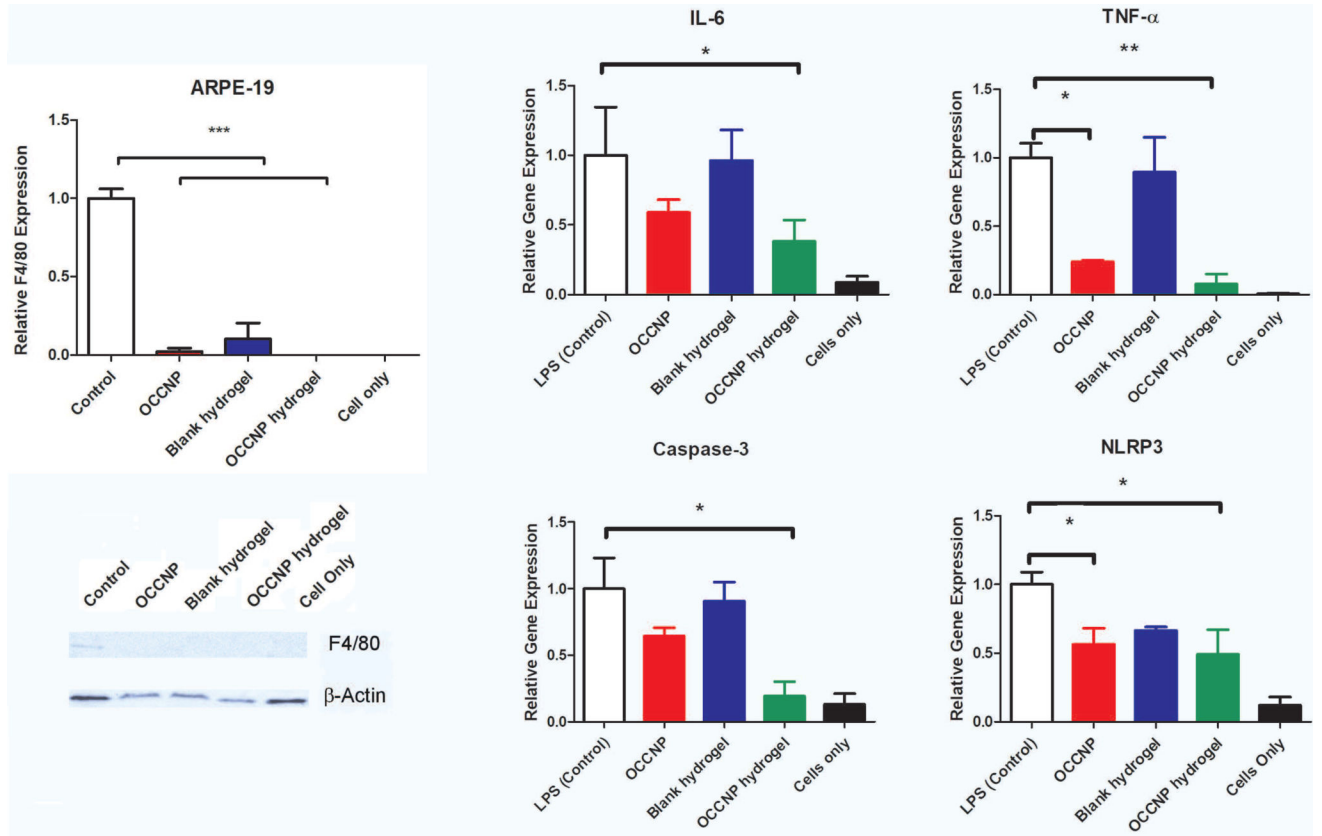 ARPE-19
Relative F4/80 Expression
1.5
1.0
0.5
0.0
***
Control
OCCNP
Blank hydrogel
OCCNP hydrogel
Cell only
Control
OCCNP
Blank hydrogel
OCCNP hydrogel
Cell Only
F4/80
β-Actin
IL-6
Relative Gene Expression
1.5
1.0
0.5
0.0
*
LPS (Control)
OCCNP
Blank hydrogel
OCCNP hydrogel
Cells only
TNF-α
Relative Gene Expression
1.5
1.0
0.5
0.0
**
*
LPS (Control)
OCCNP
Blank hydrogel
OCCNP hydrogel
Cells only
Caspase-3
Relative Gene Expression
1.5
1.0
0.5
0.0
*
LPS (Control)
OCCNP
Blank hydrogel
OCCNP hydrogel
Cells only
NLRP3
Relative Gene Expression
1.5
1.0
0.5
0.0
*
*
LPS (Control)
OCCNP
Blank hydrogel
OCCNP hydrogel
Cells Only